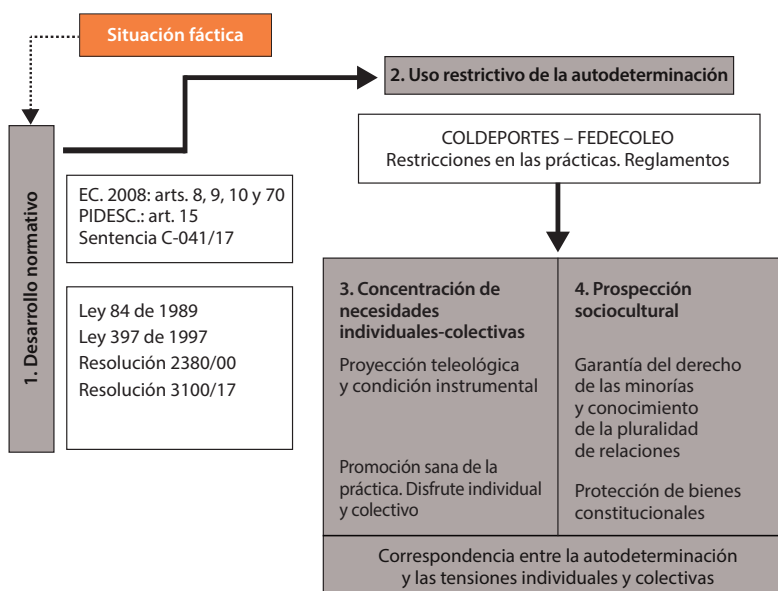 Situación fáctica
1. Desarrollo normativo
EC. 2008: arts. 8, 9, 10 y 70
PIDESC.: art. 15
Sentencia C-041/17
Ley 84 de 1989
Ley 397 de 1997
Resolución 2380/00
Resolución 3100/17
2. Uso restrictivo de la autodeterminación
COLDEPORTES – FEDECOLEO
Restricciones en las prácticas. Reglamentos
3. Concentración de
necesidades
individuales-colectivas
Proyección teleológica
y condición instrumental
Promoción sana de la
práctica. Disfrute individual
y colectivo
4. Prospección
sociocultural
Garantía del derecho
de las minorías
y conocimiento
de la pluralidad
de relaciones
Protección de bienes
constitucionales
Correspondencia entre la autodeterminación
y las tensiones individuales y colectivas